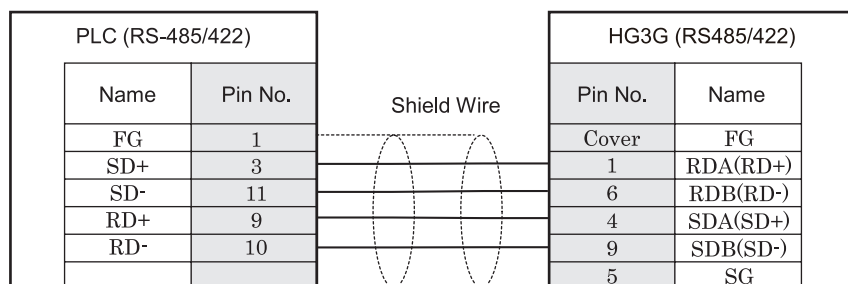 PLC (RS-485/422)
HG3G (RS485/422)
Name Pin No. Shield Wire Pin No. Name
FG 1 Cover FG
SD+ 3 1 RDA(RD+)
SD- 11 6 RDB(RD-)
RD+ 9 4 SDA(SD+)
RD- 10 9 SDB(SD-)
5 SG